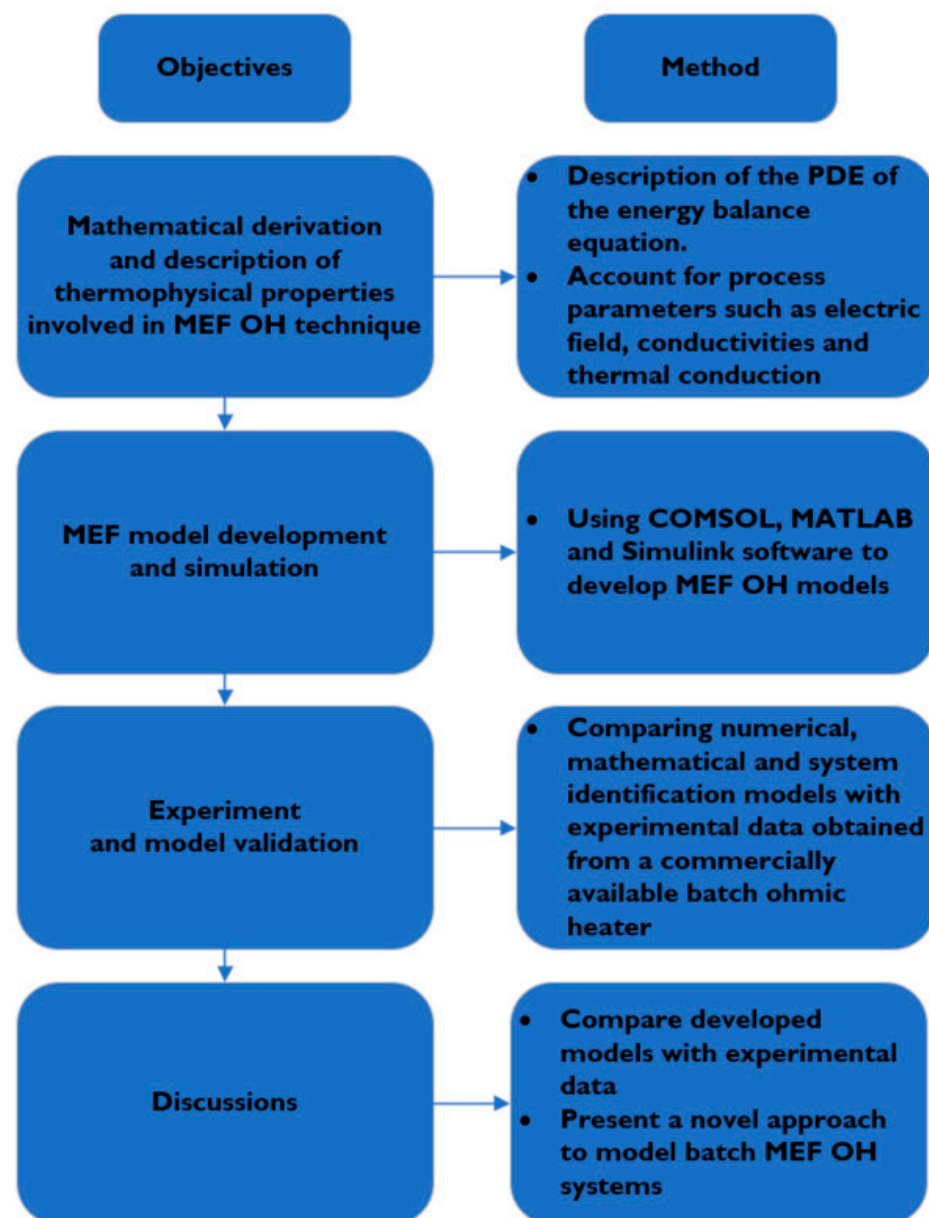 Objectives
Method
Mathematical derivation
and description of
thermophysical properties
involved in MEF OH technique
• Description of the PDE of
the energy balance
equation.
• Account for process
parameters such as electric
field, conductivities and
thermal conduction
MEF model development
and simulation
• Using COMSOL, MATLAB
and Simulink software to
develop MEF OH models
Experiment
and model validation
• Comparing numerical,
mathematical and system
identification models with
experimental data obtained
from a commercially
available batch ohmic
heater
Discussions
• Compare developed
models with experimental
data
• Present a novel approach
to model batch MEF OH
systems